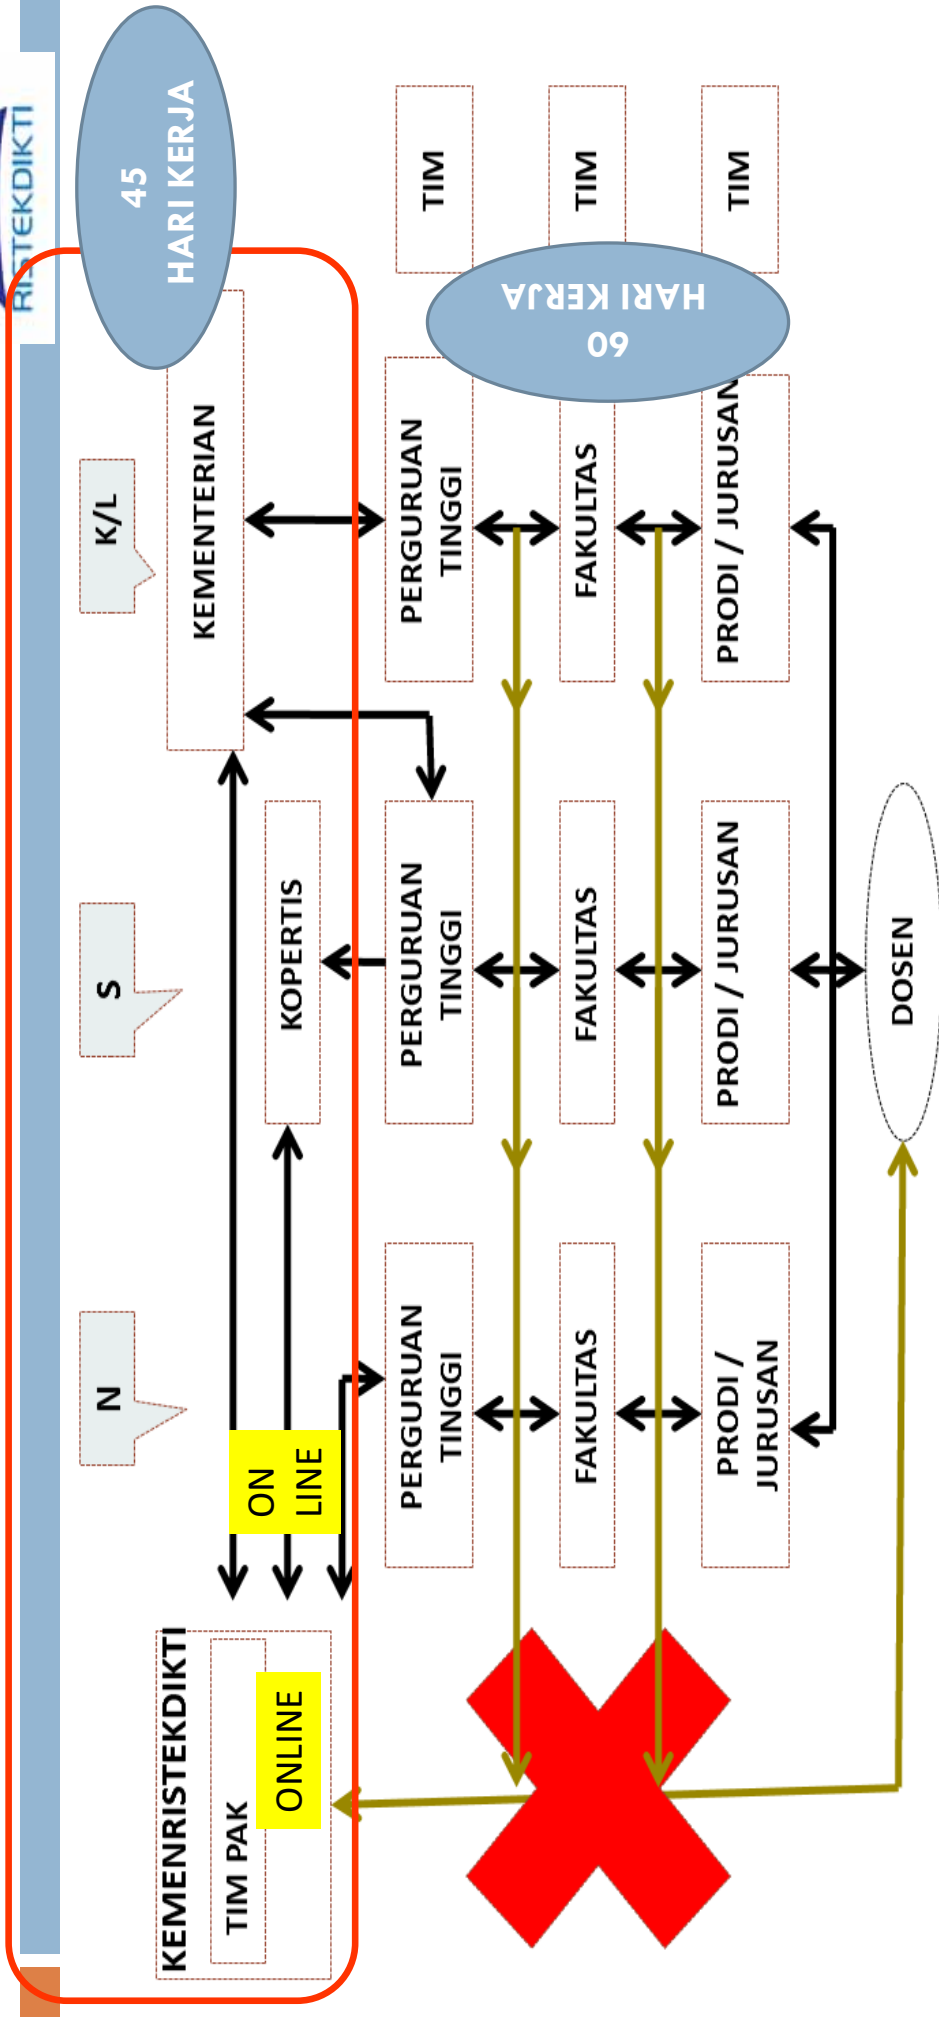 RISTEKDIKTI
N
S
K/L
45
HARI KERJA
KEMENRISTEKDIKTI
TIM PAK
ONLINE
ON
LINE
KEMENTERIAN
KOPERTIS
PERGURUAN
TINGGI
PERGURUAN
TINGGI
PERGURUAN
TINGGI
TIM
60
HARI KERJA
FAKULTAS
FAKULTAS
FAKULTAS
TIM
PRODI /
JURUSAN
PRODI / JURUSAN
PRODI / JURUSAN
TIM
DOSEN